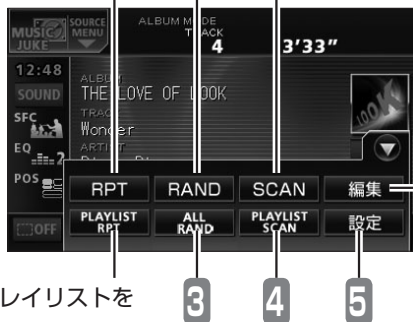 MUSIC JUKE
SOURCE MENU
ALBUM MODE
TRACK
4
3'33"
12:48
SOUND
ALBUM
THE LOVE OF LOOK
TRACK
Wonder
ARTIST
SFC
EQ
2
POS
OFF
LOOK
RPT
RAND
SCAN
編集
PLAYLIST RPT
ALL RAND
PLAYLIST SCAN
設定
レイリストを
3
4
5